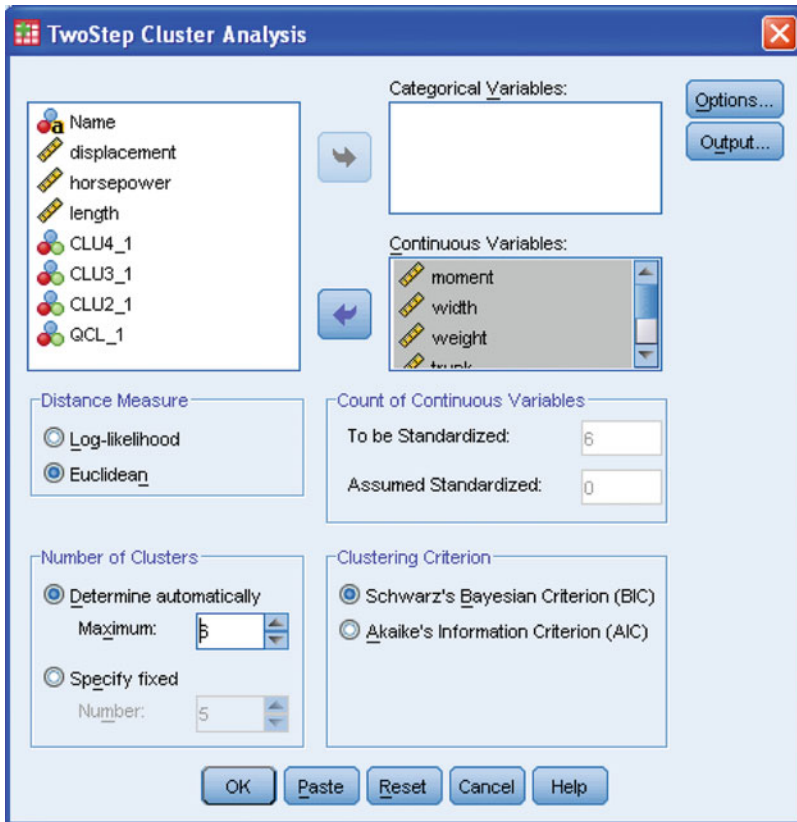 TwoStep Cluster Analysis
Name
displacement
horsepower
length
CLU4_1
CLU3_1
CLU2_1
QCL_1
Categorical Variables:
Continuous Variables:
moment
width
weight
trunk
Options...
Output...
Distance Measure
Log-likelihood
Euclidean
Count of Continuous Variables
To be Standardized: 6
Assumed Standardized: 0
Number of Clusters
Determine automatically
Maximum:
Specify fixed
Number: 5
Clustering Criterion
Schwarz's Bayesian Criterion (BIC)
Akaike's Information Criterion (AIC)
OK Paste Reset Cancel Help